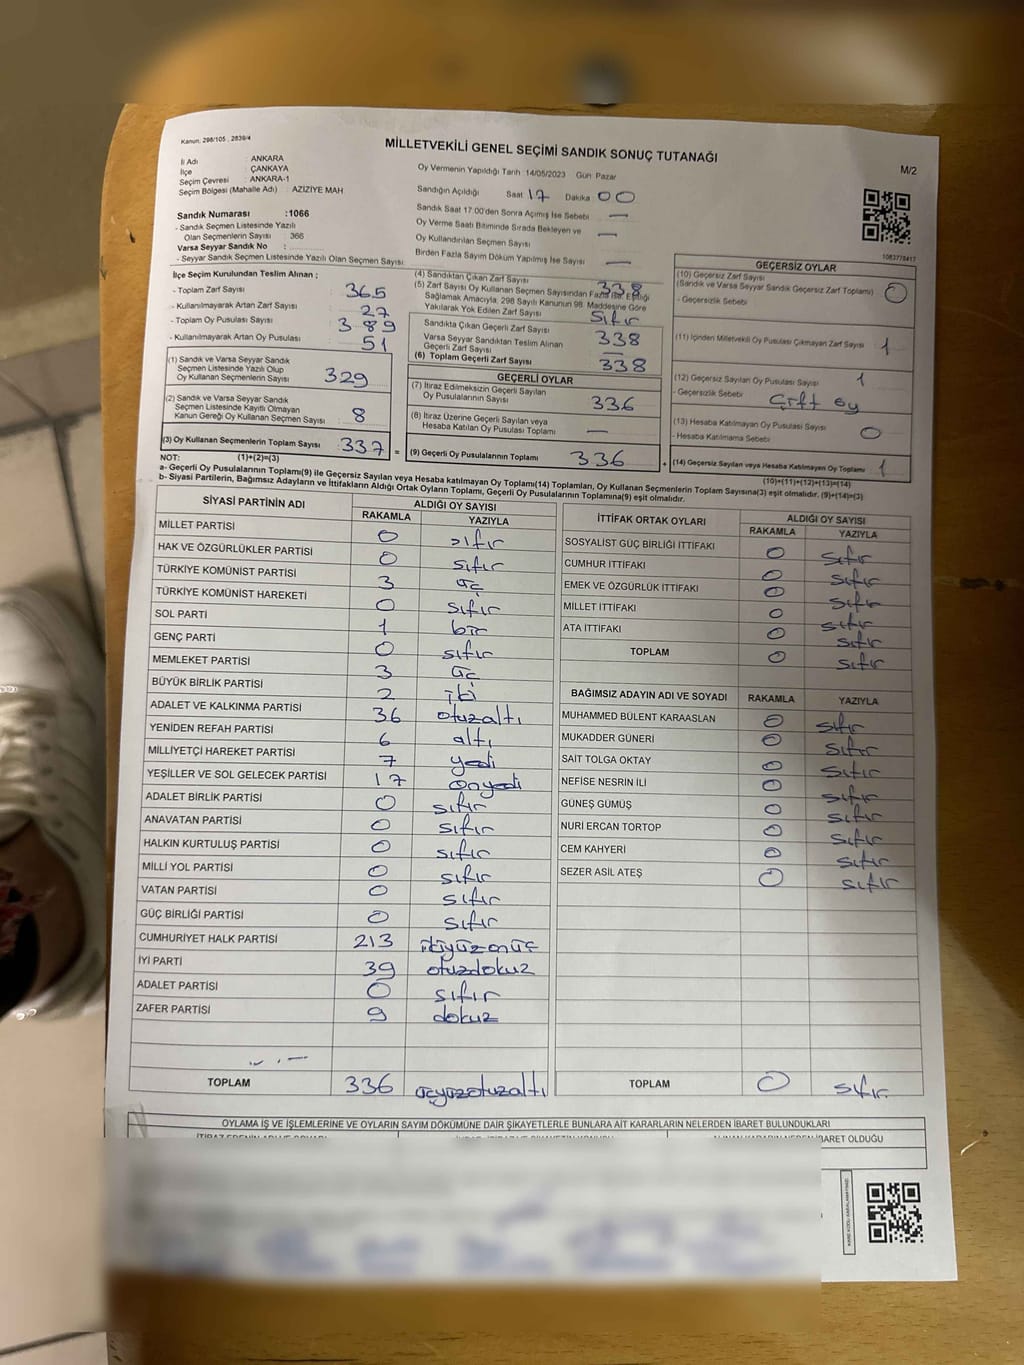 Kanun: 298/105 , 2839/4
MİLLETVEKİLİ GENEL SEÇİMİ SANDIK SONUÇ TUTANAĞI
M/2
İl Adı : ANKARA
İlçe : ÇANKAYA
Seçim Çevresi : ANKARA-1
Seçim Bölgesi (Mahalle Adı) : AZİZİYE MAH
Oy Vermenin Yapıldığı Tarih 14/05/2023 Gün Pazar
Sandığın Açıldığı Saat 17 Dakika 00
Sandık Saat 17:00'den Sonra Açılmış İse Sebebi —
Oy Verme Saati Bitiminde Sırada Bekleyen ve
Oy Kullandırılan Seçmen Sayısı —
Birden Fazla Sayım Döküm Yapılmış İse Sayısı —
Sandık Numarası :1066
- Sandık Seçmen Listesinde Yazılı
Olan Seçmenlerin Sayısı : 366
Varsa Seyyar Sandık No :
- Seyyar Sandık Seçmen Listesinde Yazılı Olan Seçmen Sayısı:
İlçe Seçim Kurulundan Teslim Alınan ;
- Toplam Zarf Sayısı 365
- Kullanılmayarak Artan Zarf Sayısı 27
- Toplam Oy Pusulası Sayısı 389
- Kullanılmayarak Artan Oy Pusulası 51
(1) Sandık ve Varsa Seyyar Sandık
Seçmen Listesinde Yazılı Olup
Oy Kullanan Seçmenlerin Sayısı 329
(2) Sandık ve Varsa Seyyar Sandık
Seçmen Listesinde Kayıtlı Olmayan
Kanun Gereği Oy Kullanan Seçmen Sayısı 8
(3) Oy Kullanan Seçmenlerin Toplam Sayısı 337
(4) Sandıktan Çıkan Zarf Sayısı 338
(5) Zarf Sayısı Oy Kullanan Seçmen Sayısından Fazla ise, Eşitliği
Sağlamak Amacıyla, 298 Sayılı Kanunun 98. Maddesine Göre
Yakılarak Yok Edilen Zarf Sayısı sıfır
Sandıkta Çıkan Geçerli Zarf Sayısı 338
Varsa Seyyar Sandıktan Teslim Alınan
Geçerli Zarf Sayısı —
(6) Toplam Geçerli Zarf Sayısı 338
GEÇERLİ OYLAR
(7) İtiraz Edilmeksizin Geçerli Sayılan
Oy Pusulalarının Sayısı 336
(8) İtiraz Üzerine Geçerli Sayılan veya
Hesaba Katılan Oy Pusulası Toplamı —
= (9) Geçerli Oy Pusulalarının Toplamı 336
1083778417
GEÇERSİZ OYLAR
(10) Geçersiz Zarf Sayısı
(Sandık ve Varsa Seyyar Sandık Geçersiz Zarf Toplamı) 0
- Geçersizlik Sebebi
(11) İçinden Milletvekili Oy Pusulası Çıkmayan Zarf Sayısı 1
(12) Geçersiz Sayılan Oy Pusulası Sayısı 1
- Geçersizlik Sebebi Çift oy
(13) Hesaba Katılmayan Oy Pusulası Sayısı 0
- Hesaba Katılmama Sebebi
+ (14) Geçersiz Sayılan veya Hesaba Katılmayan Oy Toplamı 1
NOT: (1)+(2)=(3)
(10)+(11)+(12)+(13)=(14)
a- Geçerli Oy Pusulalarının Toplamı(9) ile Geçersiz Sayılan veya Hesaba katılmayan Oy Toplamı(14) Toplamları, Oy Kullanan Seçmenlerin Toplam Sayısına(3) eşit olmalıdır. (9)+(14)=(3)
b- Siyasi Partilerin, Bağımsız Adayların ve İttifakların Aldığı Ortak Oyların Toplamı, Geçerli Oy Pusulalarının Toplamına(9) eşit olmalıdır.
SİYASİ PARTİNİN ADI ALDIĞI OY SAYISI
RAKAMLA YAZIYLA
MİLLET PARTİSİ 0 sıfır
HAK VE ÖZGÜRLÜKLER PARTİSİ 0 sıfır
TÜRKİYE KOMÜNİST PARTİSİ 3 üç
TÜRKİYE KOMÜNİST HAREKETİ 0 sıfır
SOL PARTİ 1 bir
GENÇ PARTİ 0 sıfır
MEMLEKET PARTİSİ 3 üç
BÜYÜK BİRLİK PARTİSİ 2 iki
ADALET VE KALKINMA PARTİSİ 36 otuzaltı
YENİDEN REFAH PARTİSİ 6 altı
MİLLİYETÇİ HAREKET PARTİSİ 7 yedi
YEŞİLLER VE SOL GELECEK PARTİSİ 17 onyedi
ADALET BİRLİK PARTİSİ 0 sıfır
ANAVATAN PARTİSİ 0 sıfır
HALKIN KURTULUŞ PARTİSİ 0 sıfır
MİLLİ YOL PARTİSİ 0 sıfır
VATAN PARTİSİ 0 sıfır
GÜÇ BİRLİĞİ PARTİSİ 0 sıfır
CUMHURİYET HALK PARTİSİ 213 ikiyüzonüç
İYİ PARTİ 39 otuzdokuz
ADALET PARTİSİ 0 sıfır
ZAFER PARTİSİ 9 dokuz
TOPLAM 336 üçyüzotuzaltı
İTTİFAK ORTAK OYLARI ALDIĞI OY SAYISI
RAKAMLA YAZIYLA
SOSYALİST GÜÇ BİRLİĞİ İTTİFAKI 0 sıfır
CUMHUR İTTİFAKI 0 sıfır
EMEK VE ÖZGÜRLÜK İTTİFAKI 0 sıfır
MİLLET İTTİFAKI 0 sıfır
ATA İTTİFAKI 0 sıfır
TOPLAM 0 sıfır
BAĞIMSIZ ADAYIN ADI VE SOYADI RAKAMLA YAZIYLA
MUHAMMED BÜLENT KARAASLAN 0 sıfır
MUKADDER GÜNERİ 0 sıfır
SAİT TOLGA OKTAY 0 sıfır
NEFİSE NESRİN İLİ 0 sıfır
GÜNEŞ GÜMÜŞ 0 sıfır
NURİ ERCAN TORTOP 0 sıfır
CEM KAHYERİ 0 sıfır
SEZER ASİL ATEŞ 0 sıfır
TOPLAM 0 sıfır
OYLAMA İŞ VE İŞLEMLERİNE VE OYLARIN SAYIM DÖKÜMÜNE DAİR ŞİKAYETLERLE BUNLARA AİT KARARLARIN NELERDEN İBARET BULUNDUKLARI
İBARET OLDUĞU